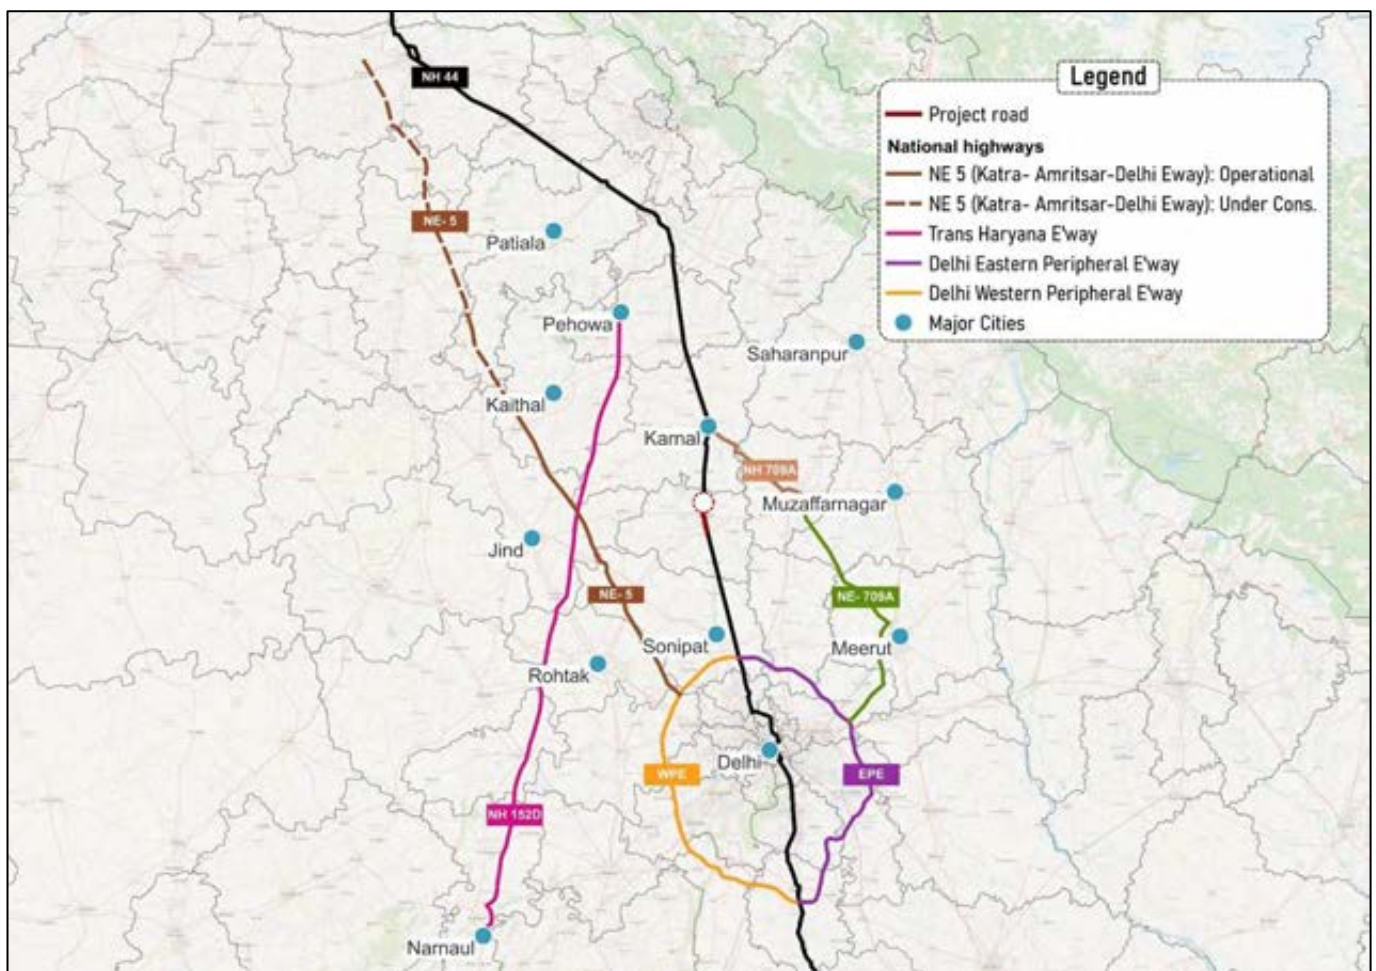 NH 44
Legend
Project road
National highways
NE 5 (Katra- Amritsar-Delhi Eway): Operational
NE 5 (Katra- Amritsar-Delhi Eway): Under Cons.
Trans Haryana E'way
Delhi Eastern Peripheral E'way
Delhi Western Peripheral E'way
Major Cities
NE- 5
Patiala
Pehowa
Saharanpur
Kaithal
Karnal
NH 709A
Muzaffarnagar
Jind
NE- 5
NE- 709A
Sonipat
Meerut
Rohtak
Delhi
WPE
EPE
NH 152D
Narnaul